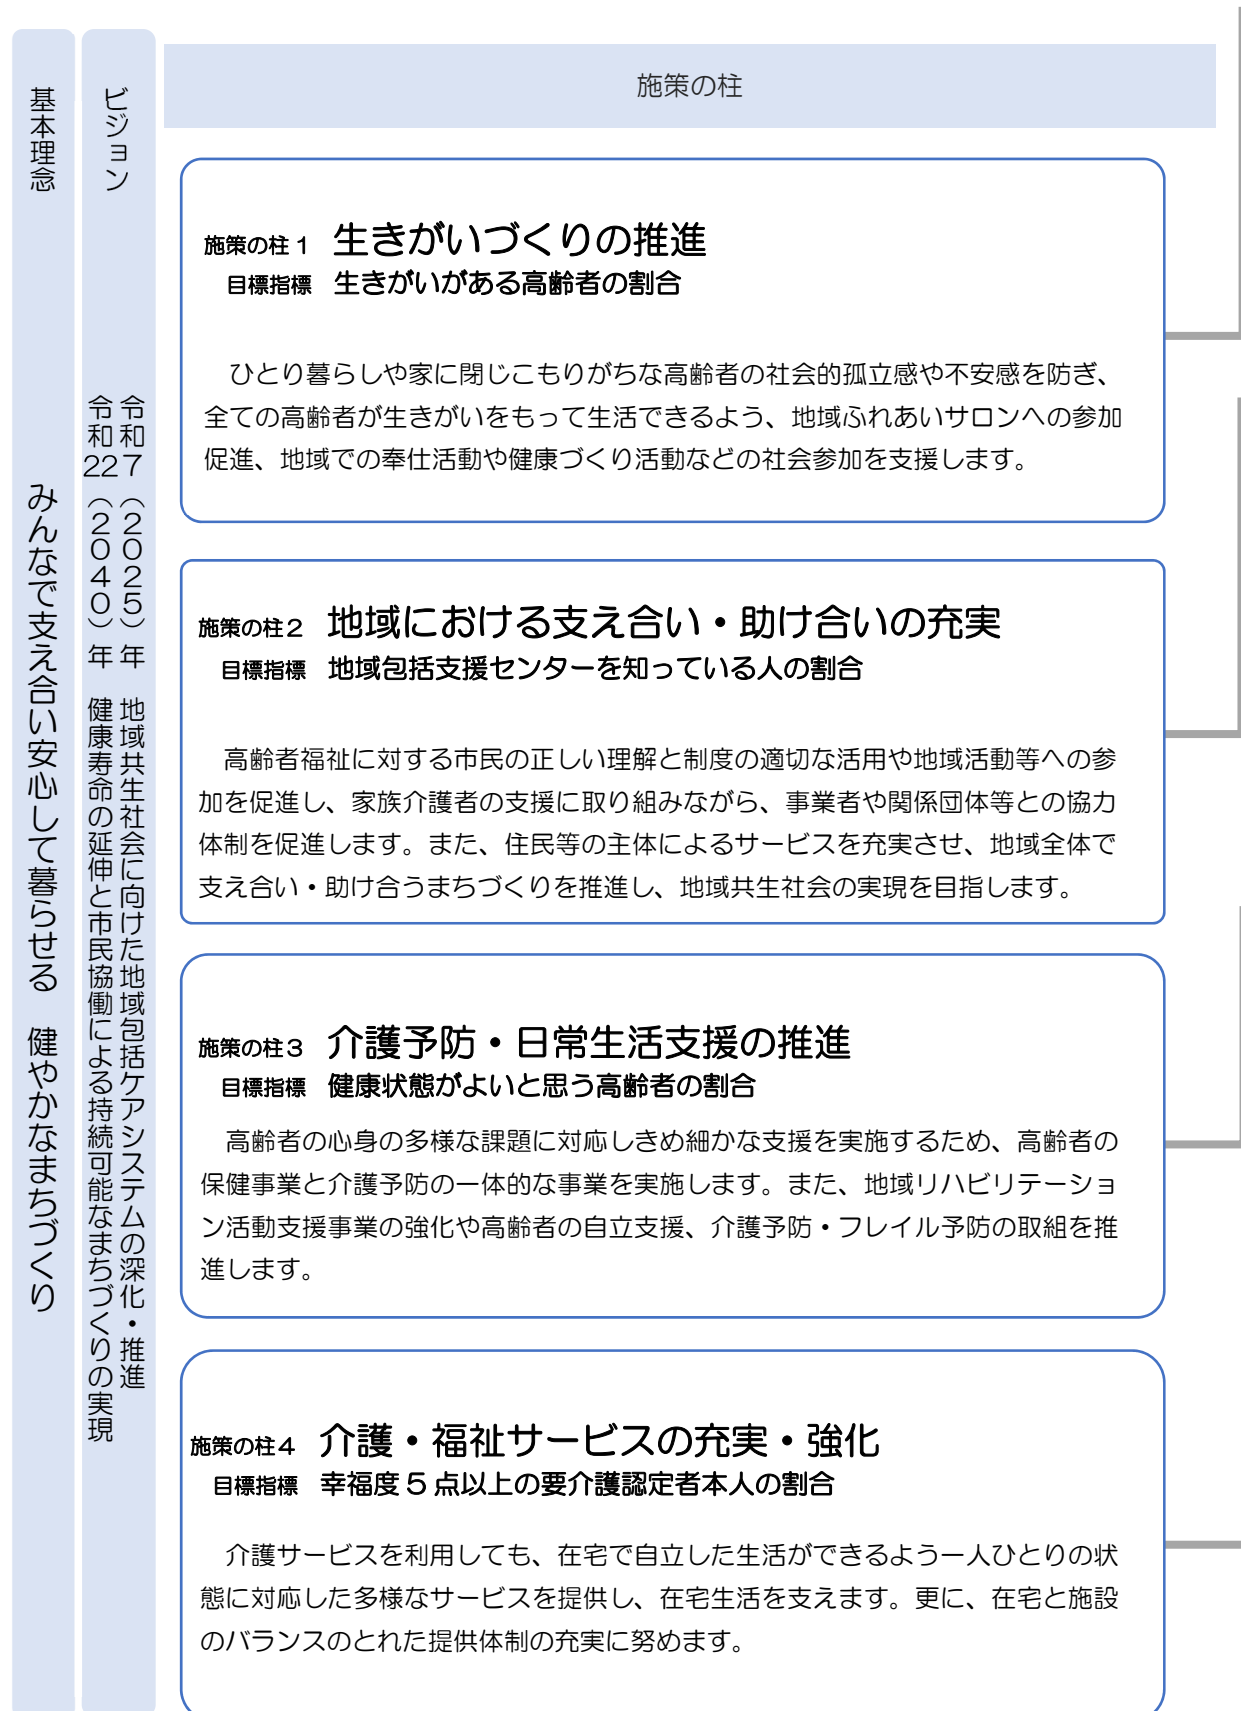 基本理念
みんなで支え合い安心して暮らせる　健やかなまちづくり
ビジョン
令和７（２０２５）年　地域共生社会に向けた地域包括ケアシステムの深化・推進
令和22（２０４０）年　健康寿命の延伸と市民協働による持続可能なまちづくりの実現
施策の柱
施策の柱１　生きがいづくりの推進
目標指標　生きがいがある高齢者の割合
ひとり暮らしや家に閉じこもりがちな高齢者の社会的孤立感や不安感を防ぎ、
全ての高齢者が生きがいをもって生活できるよう、地域ふれあいサロンへの参加
促進、地域での奉仕活動や健康づくり活動などの社会参加を支援します。
施策の柱２　地域における支え合い・助け合いの充実
目標指標　地域包括支援センターを知っている人の割合
高齢者福祉に対する市民の正しい理解と制度の適切な活用や地域活動等への参
加を促進し、家族介護者の支援に取り組みながら、事業者や関係団体等との協力
体制を促進します。また、住民等の主体によるサービスを充実させ、地域全体で
支え合い・助け合うまちづくりを推進し、地域共生社会の実現を目指します。
施策の柱３　介護予防・日常生活支援の推進
目標指標　健康状態がよいと思う高齢者の割合
高齢者の心身の多様な課題に対応しきめ細かな支援を実施するため、高齢者の
保健事業と介護予防の一体的な事業を実施します。また、地域リハビリテーショ
ン活動支援事業の強化や高齢者の自立支援、介護予防・フレイル予防の取組を推
進します。
施策の柱４　介護・福祉サービスの充実・強化
目標指標　幸福度５点以上の要介護認定者本人の割合
介護サービスを利用しても、在宅で自立した生活ができるよう一人ひとりの状
態に対応した多様なサービスを提供し、在宅生活を支えます。更に、在宅と施設
のバランスのとれた提供体制の充実に努めます。